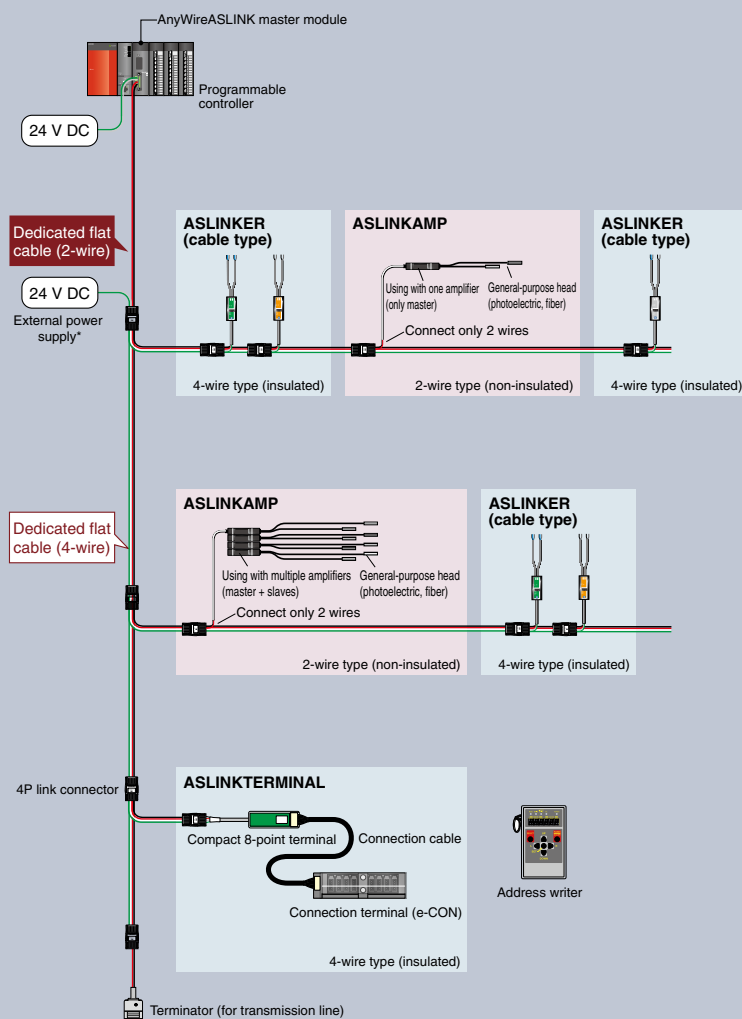 AnyWireASLINK master module
Programmable
controller
24 V DC
Dedicated flat
cable (2-wire)
24 V DC
External power
supply*
ASLINKER
(cable type)
4-wire type (insulated)
ASLINKAMP
Using with one amplifier
(only master)
General-purpose head
(photoelectric, fiber)
Connect only 2 wires
2-wire type (non-insulated)
ASLINKER
(cable type)
4-wire type (insulated)
Dedicated flat
cable (4-wire)
ASLINKAMP
Using with multiple amplifiers
(master + slaves)
General-purpose head
(photoelectric, fiber)
Connect only 2 wires
2-wire type (non-insulated)
ASLINKER
(cable type)
4-wire type (insulated)
4P link connector
ASLINKTERMINAL
Compact 8-point terminal
Connection cable
Connection terminal (e-CON)
4-wire type (insulated)
Address writer
Terminator (for transmission line)